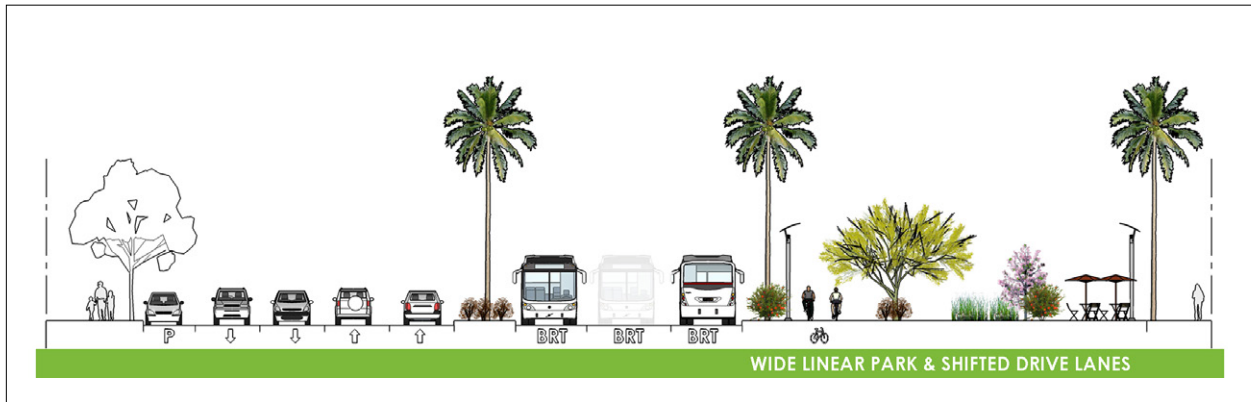 P
BRT BRT BRT
WIDE LINEAR PARK & SHIFTED DRIVE LANES